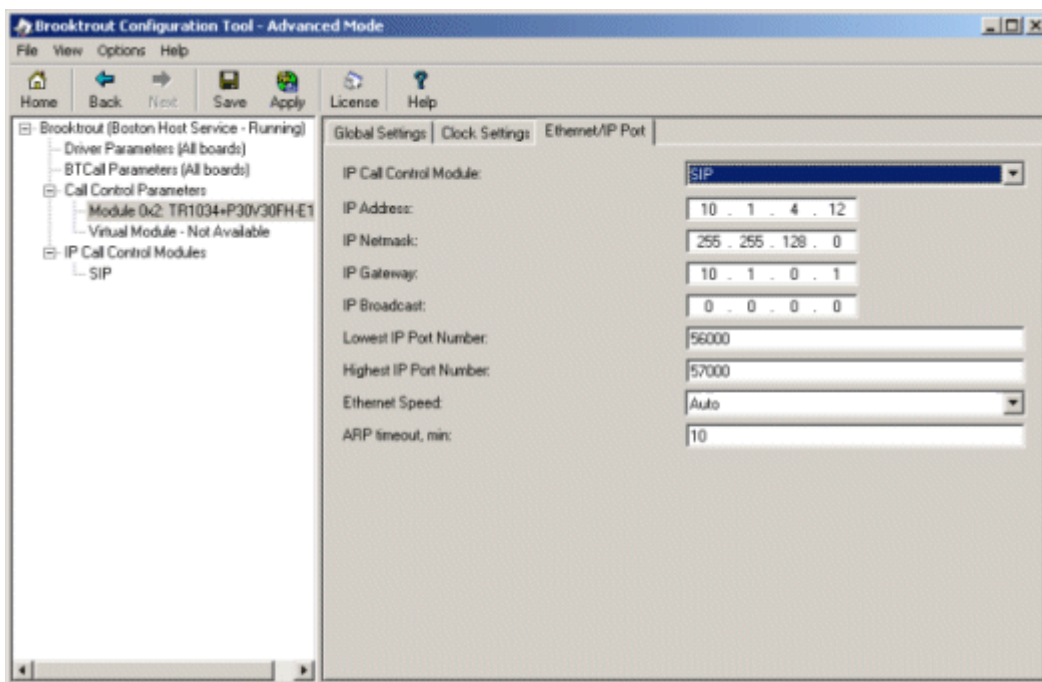 Brooktrout Configuration Tool - Advanced Mode
File View Options Help
Home Back Next Save Apply License Help
Brooktrout (Boston Host Service - Running)
Driver Parameters (All boards)
BTCall Parameters (All boards)
Call Control Parameters
Module 0x2: TR1034+P30V30FH-E1
Virtual Module - Not Available
IP Call Control Modules
SIP
Global Settings Clock Settings Ethernet/IP Port
IP Call Control Module: SIP
IP Address: 10 . 1 . 4 . 12
IP Netmask: 255 . 255 . 128 . 0
IP Gateway: 10 . 1 . 0 . 1
IP Broadcast: 0 . 0 . 0 . 0
Lowest IP Port Number: 56000
Highest IP Port Number: 57000
Ethernet Speed: Auto
ARP timeout, min: 10